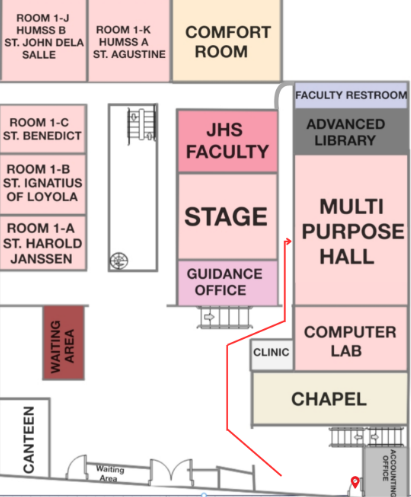 ROOM 1-J
HUMSS B
ST. JOHN DELA
SALLE
ROOM 1-K
HUMSS A
ST. AGUSTINE
COMFORT
ROOM
FACULTY RESTROOM
ADVANCED
LIBRARY
ROOM 1-C
ST. BENEDICT
JHS
FACULTY
ROOM 1-B
ST. IGNATIUS
OF LOYOLA
STAGE
MULTI
PURPOSE
HALL
ROOM 1-A
ST. HAROLD
JANSSEN
GUIDANCE
OFFICE
WAITING
AREA
COMPUTER
LAB
CLINIC
CHAPEL
CANTEEN
Waiting
Area
ACCOUNTING
OFFICE